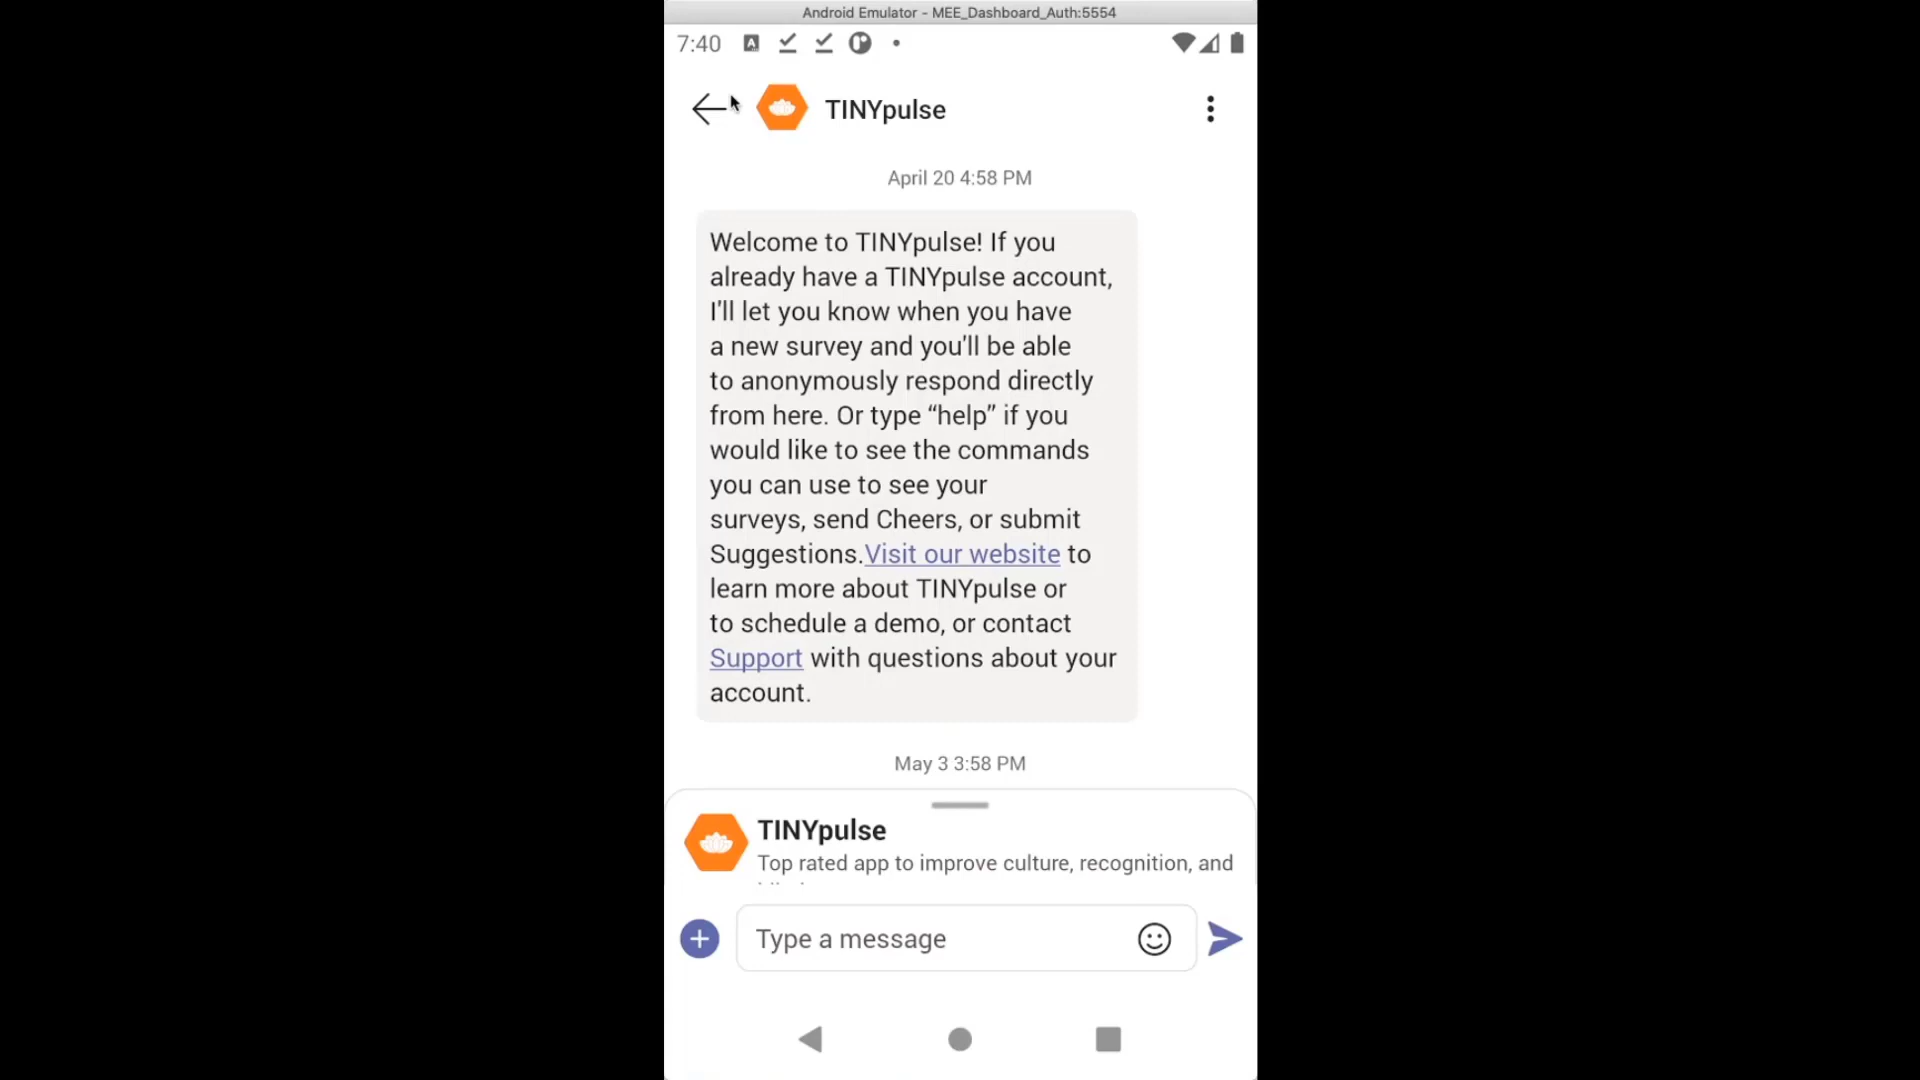 Android Emulator - MEE_Dashboard_Auth:5554
7:40
TINYpulse
April 20 4:58 PM
Welcome to TINYpulse! If you
already have a TINYpulse account,
I'll let you know when you have
a new survey and you'll be able
to anonymously respond directly
from here. Or type “help” if you
would like to see the commands
you can use to see your
surveys, send Cheers, or submit
Suggestions.Visit our website to
learn more about TINYpulse or
to schedule a demo, or contact
Support with questions about your
account.
May 3 3:58 PM
TINYpulse
Top rated app to improve culture, recognition, and
Type a message